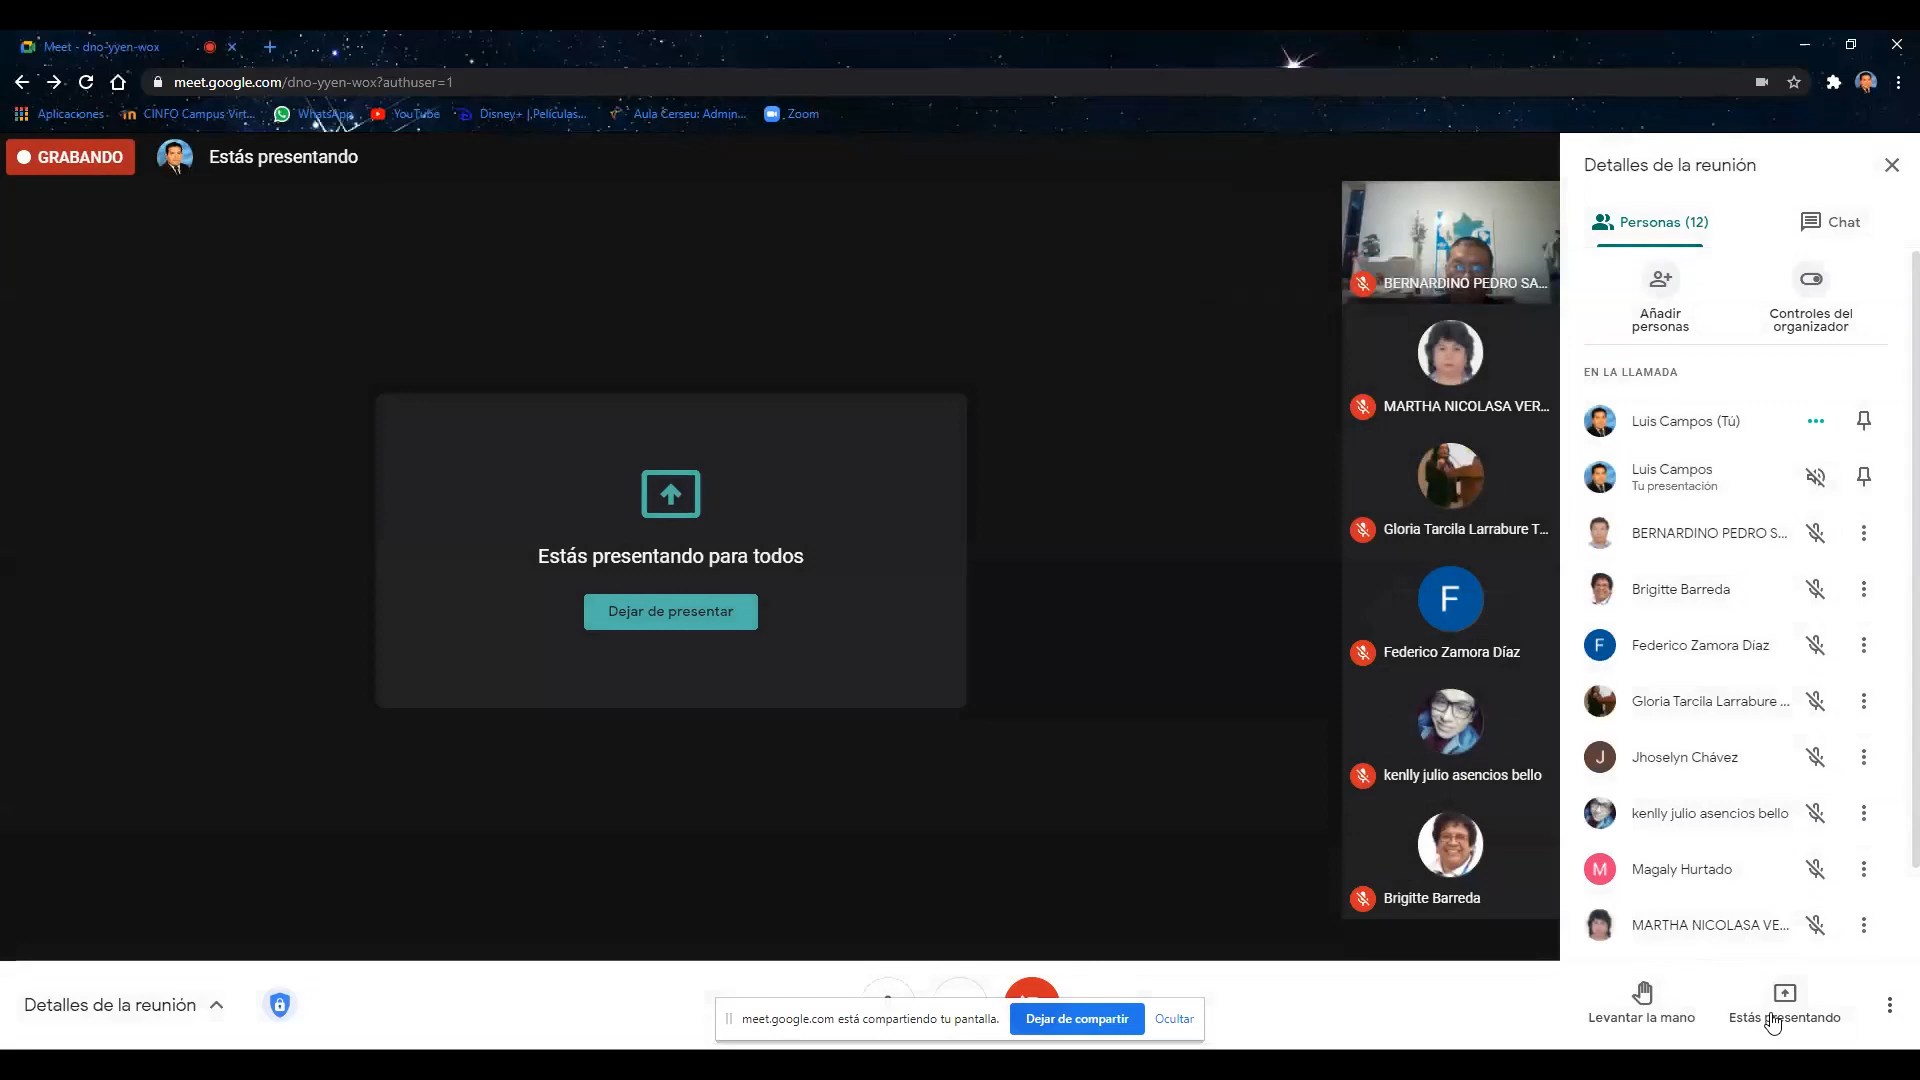 Meet - dno-yyen-wox
meet.google.com/dno-yyen-wox?authuser=1
Aplicaciones
CINFO Campus Virt...
WhatsApp
YouTube
Disney+ | Películas...
Aula Cerseu: Admin...
Zoom
GRABANDO
Estás presentando
Estás presentando para todos
Dejar de presentar
BERNARDINO PEDRO SA...
MARTHA NICOLASA VER...
Gloria Tarcila Larrabure T...
F
Federico Zamora Díaz
kenlly julio asencios bello
Brigitte Barreda
Detalles de la reunión
Personas (12)
Chat
Añadir
personas
Controles del
organizador
EN LA LLAMADA
Luis Campos (Tú)
Luis Campos
Tu presentación
BERNARDINO PEDRO S...
Brigitte Barreda
F
Federico Zamora Díaz
Gloria Tarcila Larrabure ...
J
Jhoselyn Chávez
kenlly julio asencios bello
M
Magaly Hurtado
MARTHA NICOLASA VE...
Detalles de la reunión
meet.google.com está compartiendo tu pantalla.
Dejar de compartir
Ocultar
Levantar la mano
Estás presentando